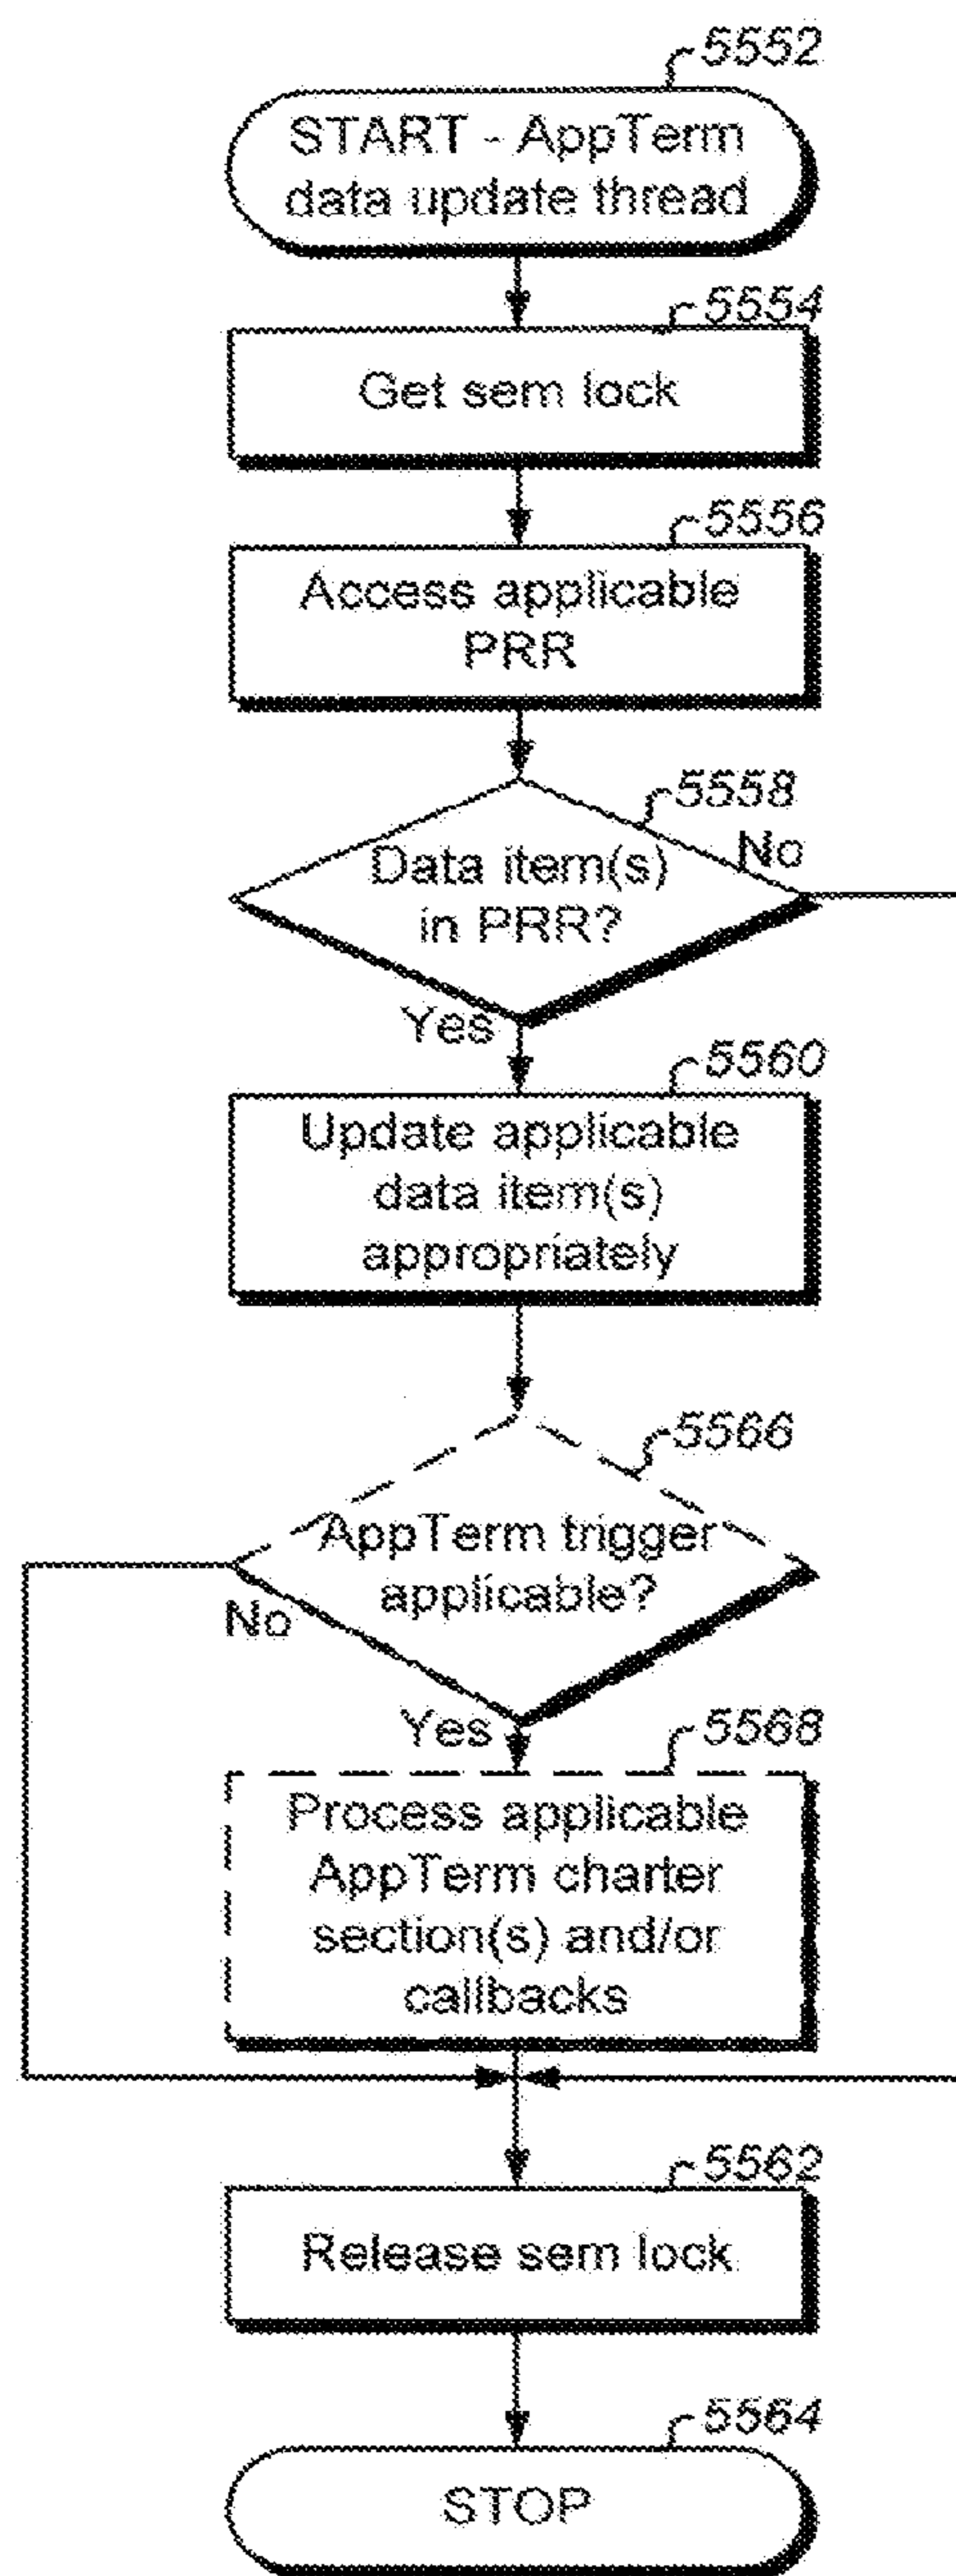 5552
START - AppTerm
data update thread
5554
Get sem lock
5556
Access applicable
PRR
5558
Data item(s)
in PRR?
No
Yes
5560
Update applicable
data item(s)
appropriately
5566
AppTerm trigger
applicable?
No
Yes
5568
Process applicable
AppTerm charter
section(s) and/or
callbacks
5562
Release sem lock
5564
STOP